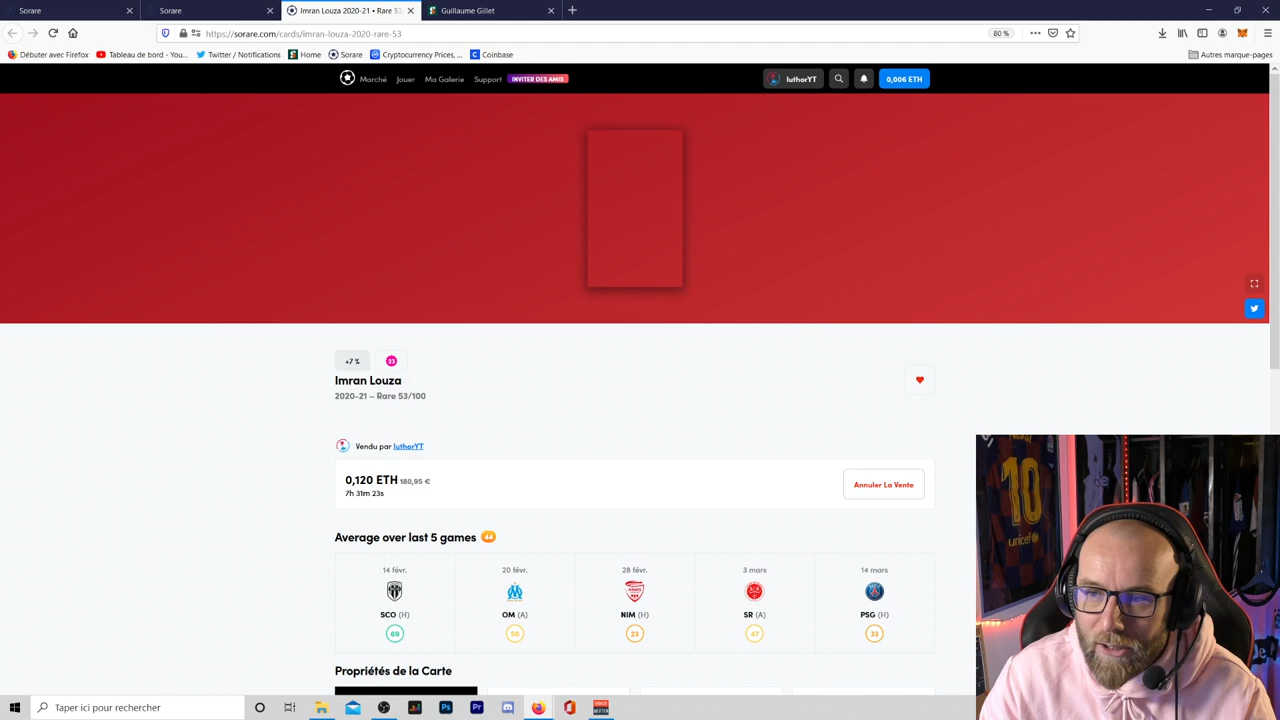 Sorare
Sorare
Imran Louza 2020-21 • Rare 53
Guillaume Gillet
https://sorare.com/cards/imran-louza-2020-rare-53
80 %
Débuter avec Firefox
Tableau de bord - You...
Twitter / Notifications
Home
Sorare
Cryptocurrency Prices, ...
Coinbase
Autres marque-pages
Marché
Jouer
Ma Galerie
Support
INVITER DES AMIS
luthorYT
0,006 ETH
+7 %
23
Imran Louza
2020-21 – Rare 53/100
Vendu par luthorYT
0,120 ETH 180,95 €
7h 31m 23s
Annuler La Vente
Average over last 5 games 44
14 févr.
20 févr.
28 févr.
3 mars
14 mars
SCO (H)
OM (A)
NIM (H)
SR (A)
PSG (H)
69
50
23
47
33
Propriétés de la Carte
10
unicef
Taper ici pour rechercher
Ps
Pr